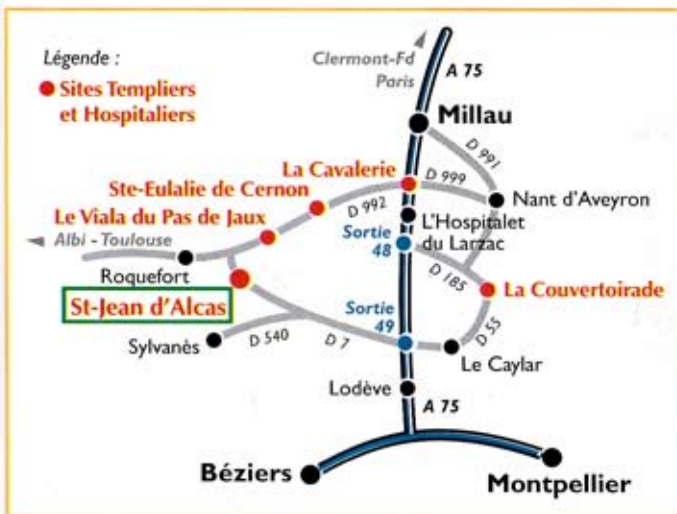 Légende :
Sites Templiers
et Hospitaliers
Clermont-Fd
Paris
A 75
Millau
D 991
La Cavalerie
D 999
Ste-Eulalie de Cernon
D 992
Nant d'Aveyron
Le Viala du Pas de Jaux
L'Hospitalet
du Larzac
Albi - Toulouse
Sortie
48
Roquefort
D 185
La Couvertoirade
St-Jean d'Alcas
Sortie
49
D 55
Sylvanès
D 540
D 7
Le Caylar
Lodève
A 75
Béziers
Montpellier